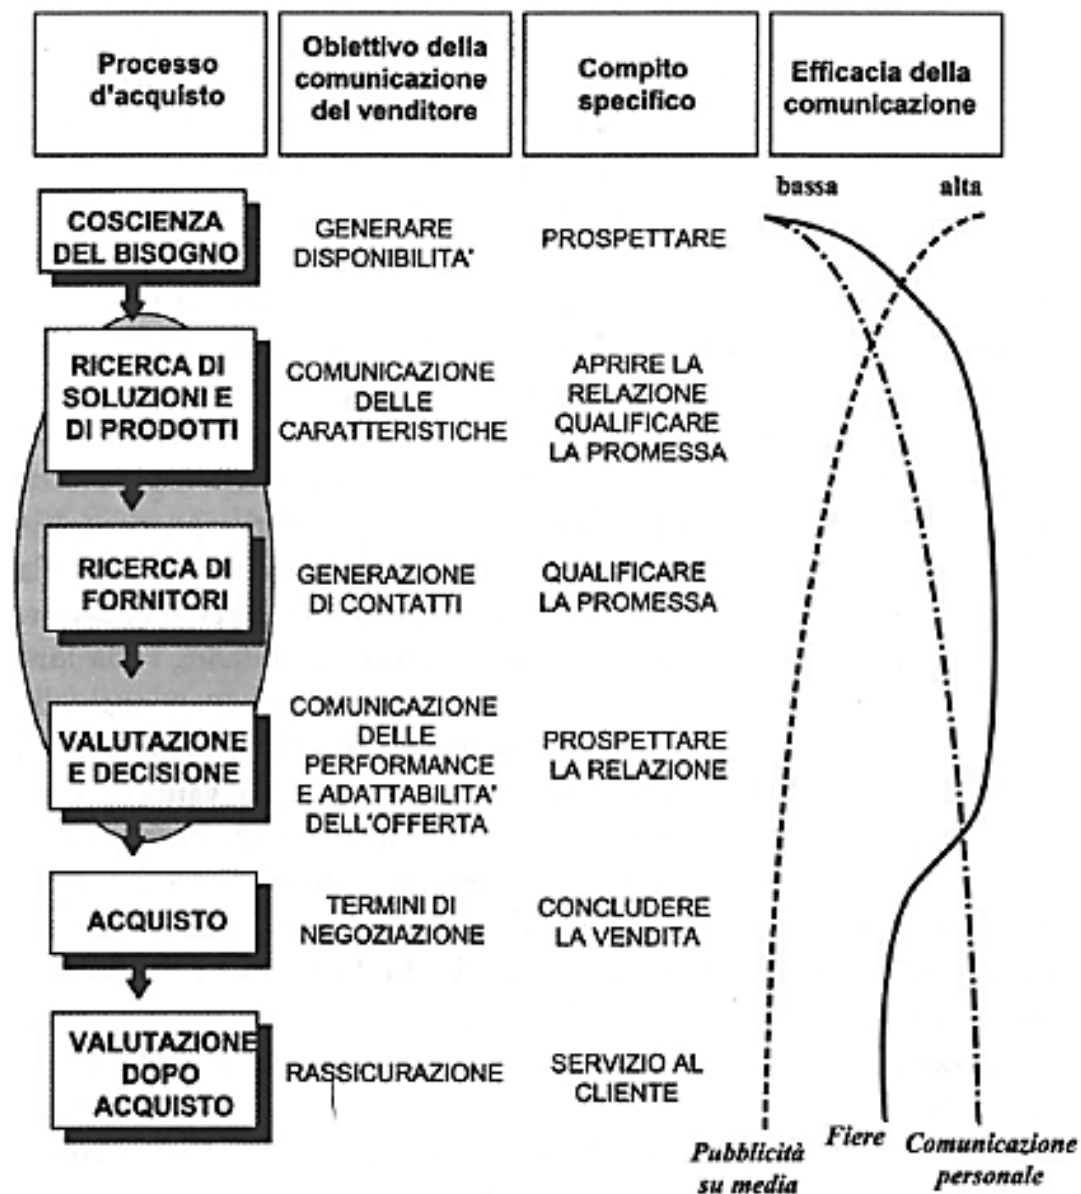 Processo
d'acquisto
Obiettivo della
comunicazione
del venditore
Compito
specifico
Efficacia della
comunicazione
bassa
alta
COSCIENZA
DEL BISOGNO
GENERARE
DISPONIBILITA'
PROSPETTARE
RICERCA DI
SOLUZIONI E
DI PRODOTTI
COMUNICAZIONE
DELLE
CARATTERISTICHE
APRIRE LA
RELAZIONE
QUALIFICARE
LA PROMESSA
RICERCA DI
FORNITORI
GENERAZIONE
DI CONTATTI
QUALIFICARE
LA PROMESSA
VALUTAZIONE
E DECISIONE
COMUNICAZIONE
DELLE
PERFORMANCE
E ADATTABILITA'
DELL'OFFERTA
PROSPETTARE
LA RELAZIONE
ACQUISTO
TERMINI DI
NEGOZIAZIONE
CONCLUDERE
LA VENDITA
VALUTAZIONE
DOPO
ACQUISTO
RASSICURAZIONE
SERVIZIO AL
CLIENTE
Pubblicità
su media
Fiere
Comunicazione
personale